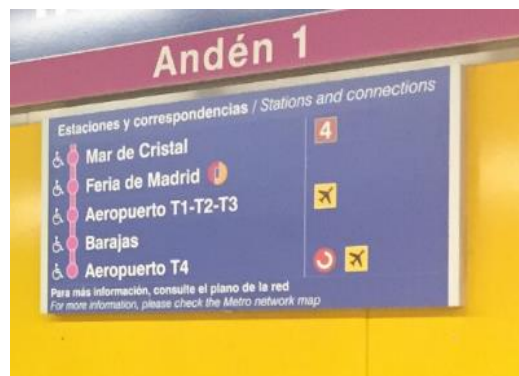 Andén 1
Estaciones y correspondencias / Stations and connections
Mar de Cristal 4
Feria de Madrid
Aeropuerto T1-T2-T3
Barajas
Aeropuerto T4
Para más información, consulte el plano de la red
For more information, please check the Metro network map